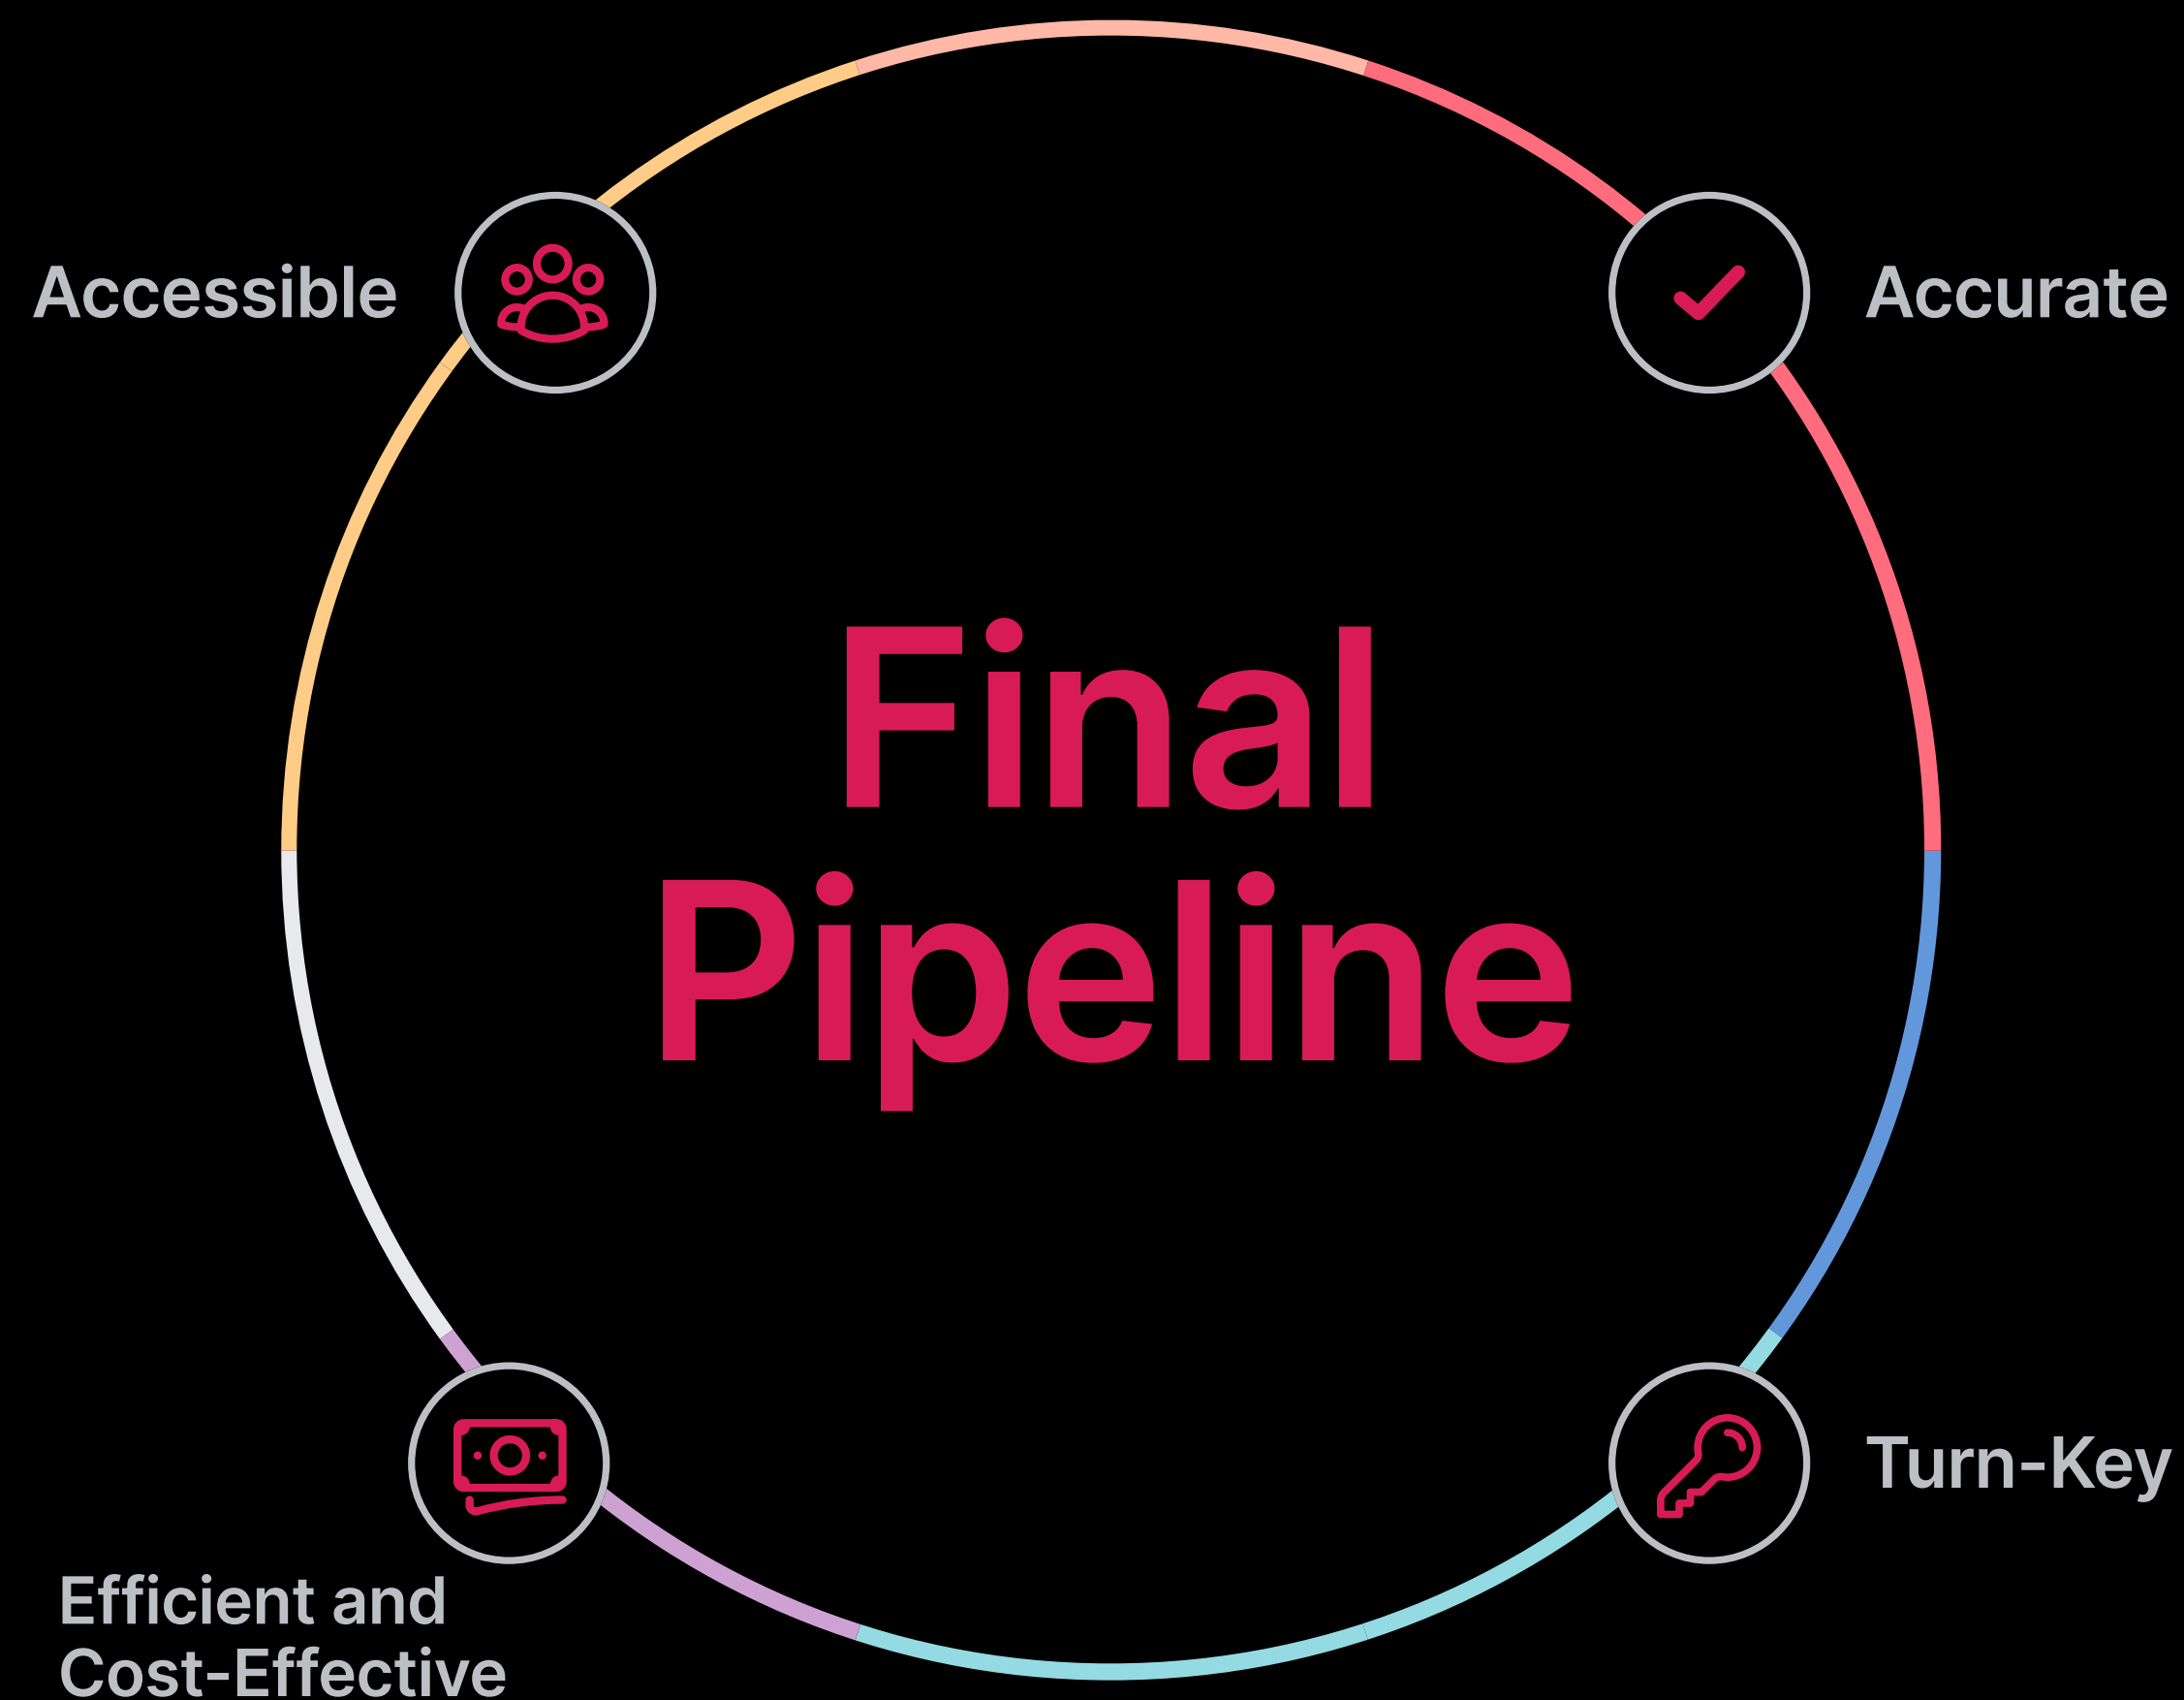 Accessible
Accurate
Final
Pipeline
Turn-Key
Efficient and
Cost-Effective